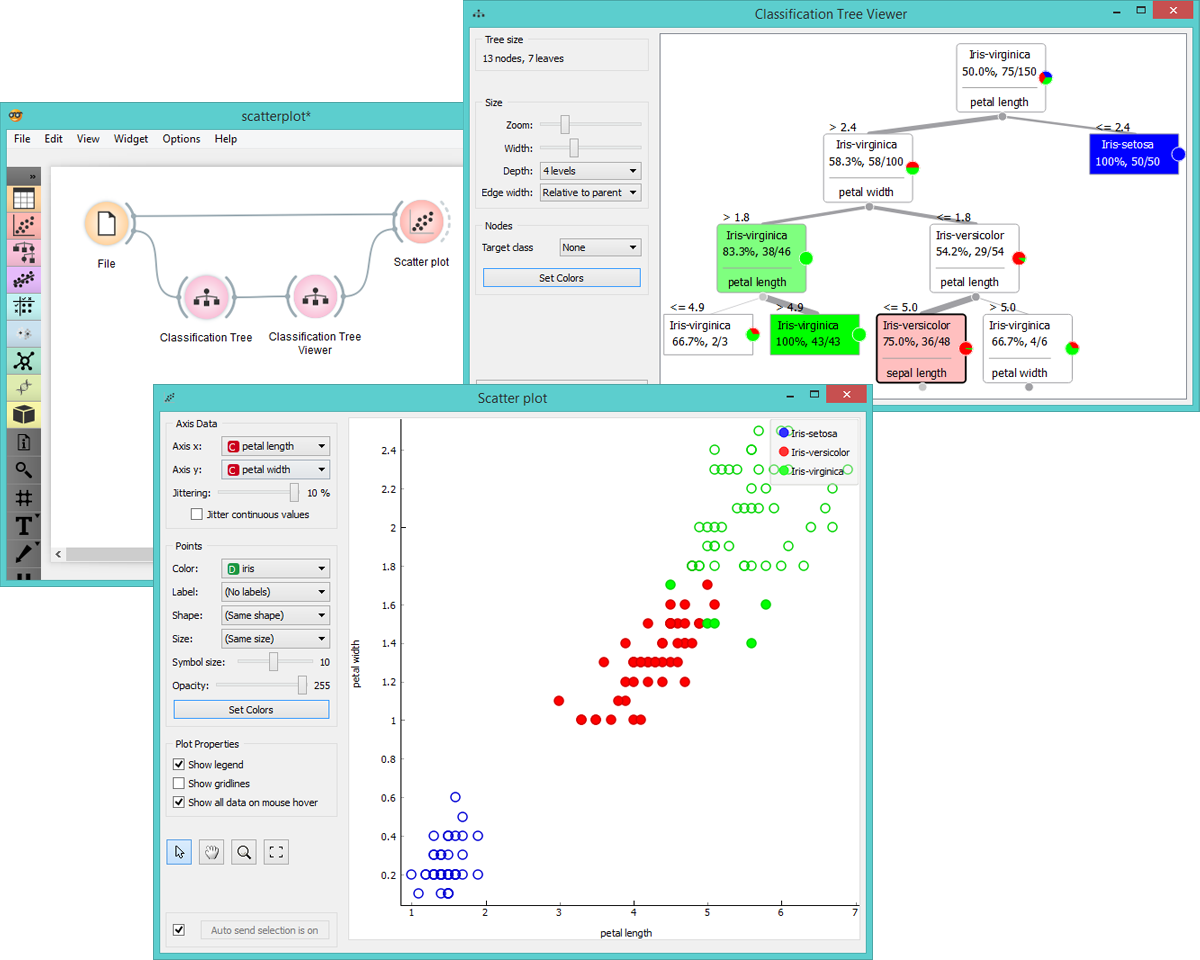 Classification Tree Viewer
Tree size
13 nodes, 7 leaves
Size
Zoom:
Width:
Depth: 4 levels
Edge width: Relative to parent
Nodes
Target class None
Set Colors
Iris-virginica
50.0%, 75/150
petal length
> 2.4
<= 2.4
Iris-virginica
58.3%, 58/100
petal width
Iris-setosa
100%, 50/50
> 1.8
<= 1.8
Iris-virginica
83.3%, 38/46
petal length
Iris-versicolor
54.2%, 29/54
petal length
<= 4.9
> 4.9
<= 5.0
> 5.0
Iris-virginica
66.7%, 2/3
Iris-virginica
100%, 43/43
Iris-versicolor
75.0%, 36/48
sepal length
Iris-virginica
66.7%, 4/6
petal width
scatterplot*
File Edit View Widget Options Help
File
Classification Tree
Classification Tree
Viewer
Scatter plot
Scatter plot
Axis Data
Axis x: C petal length
Axis y: C petal width
Jittering: 10 %
Jitter continuous values
Points
Color: D iris
Label: (No labels)
Shape: (Same shape)
Size: (Same size)
Symbol size: 10
Opacity: 255
Set Colors
Plot Properties
Show legend
Show gridlines
Show all data on mouse hover
Auto send selection is on
Iris-setosa
Iris-versicolor
Iris-virginica
petal width
2.4
2.2
2
1.8
1.6
1.4
1.2
1
0.8
0.6
0.4
0.2
1 2 3 4 5 6 7
petal length